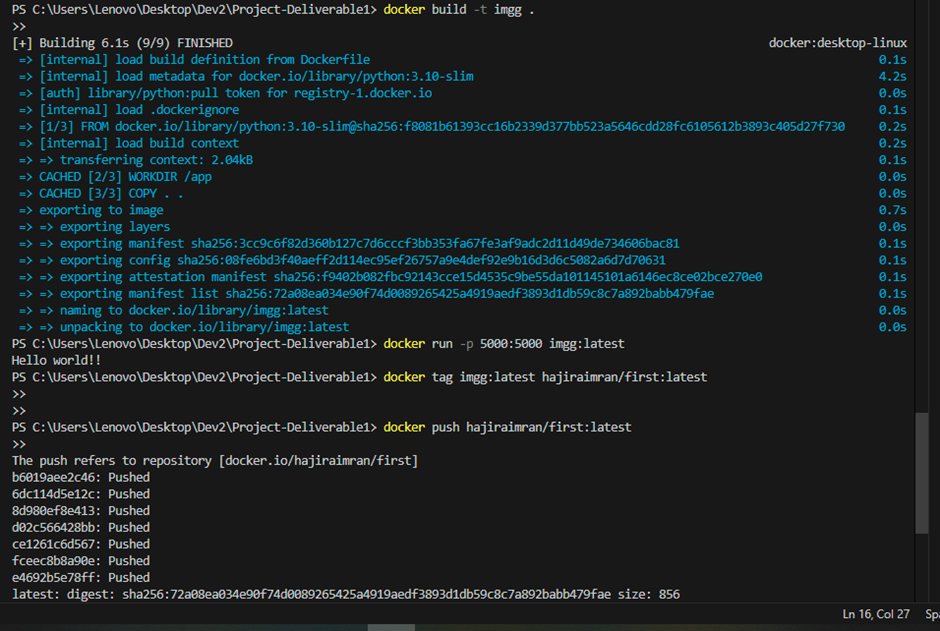 PS C:\Users\Lenovo\Desktop\Dev2\Project-Deliverable1> docker build -t imgg .
>>
[+] Building 6.1s (9/9) FINISHED docker:desktop-linux
=> [internal] load build definition from Dockerfile 0.1s
=> [internal] load metadata for docker.io/library/python:3.10-slim 4.2s
=> [auth] library/python:pull token for registry-1.docker.io 0.0s
=> [internal] load .dockerignore 0.1s
=> [1/3] FROM docker.io/library/python:3.10-slim@sha256:f8081b61393cc16b2339d377bb523a5646cdd28fc6105612b3893c405d27f730 0.2s
=> [internal] load build context 0.2s
=> => transferring context: 2.04kB 0.1s
=> CACHED [2/3] WORKDIR /app 0.0s
=> CACHED [3/3] COPY . . 0.0s
=> exporting to image 0.7s
=> => exporting layers 0.0s
=> => exporting manifest sha256:3cc9c6f82d360b127c7d6cccf3bb353fa67fe3af9adc2d11d49de734606bac81 0.1s
=> => exporting config sha256:08fe6bd3f40aeff2d114ec95ef26757a9e4def92e9b16d3d6c5082a6d7d70631 0.1s
=> => exporting attestation manifest sha256:f9402b082fbc92143cce15d4535c9be55da101145101a6146ec8ce02bce270e0 0.1s
=> => exporting manifest list sha256:72a08ea034e90f74d0089265425a4919aedf3893d1db59c8c7a892babb479fae 0.1s
=> => naming to docker.io/library/imgg:latest 0.0s
=> => unpacking to docker.io/library/imgg:latest 0.0s
PS C:\Users\Lenovo\Desktop\Dev2\Project-Deliverable1> docker run -p 5000:5000 imgg:latest
Hello world!!
PS C:\Users\Lenovo\Desktop\Dev2\Project-Deliverable1> docker tag imgg:latest hajiraimran/first:latest
>>
>>
PS C:\Users\Lenovo\Desktop\Dev2\Project-Deliverable1> docker push hajiraimran/first:latest
>>
The push refers to repository [docker.io/hajiraimran/first]
b6019aee2c46: Pushed
6dc114d5e12c: Pushed
8d980ef8e413: Pushed
d02c566428bb: Pushed
ce1261c6d567: Pushed
fceec8b8a90e: Pushed
e4692b5e78ff: Pushed
latest: digest: sha256:72a08ea034e90f74d0089265425a4919aedf3893d1db59c8c7a892babb479fae size: 856
Ln 16, Col 27 Spa